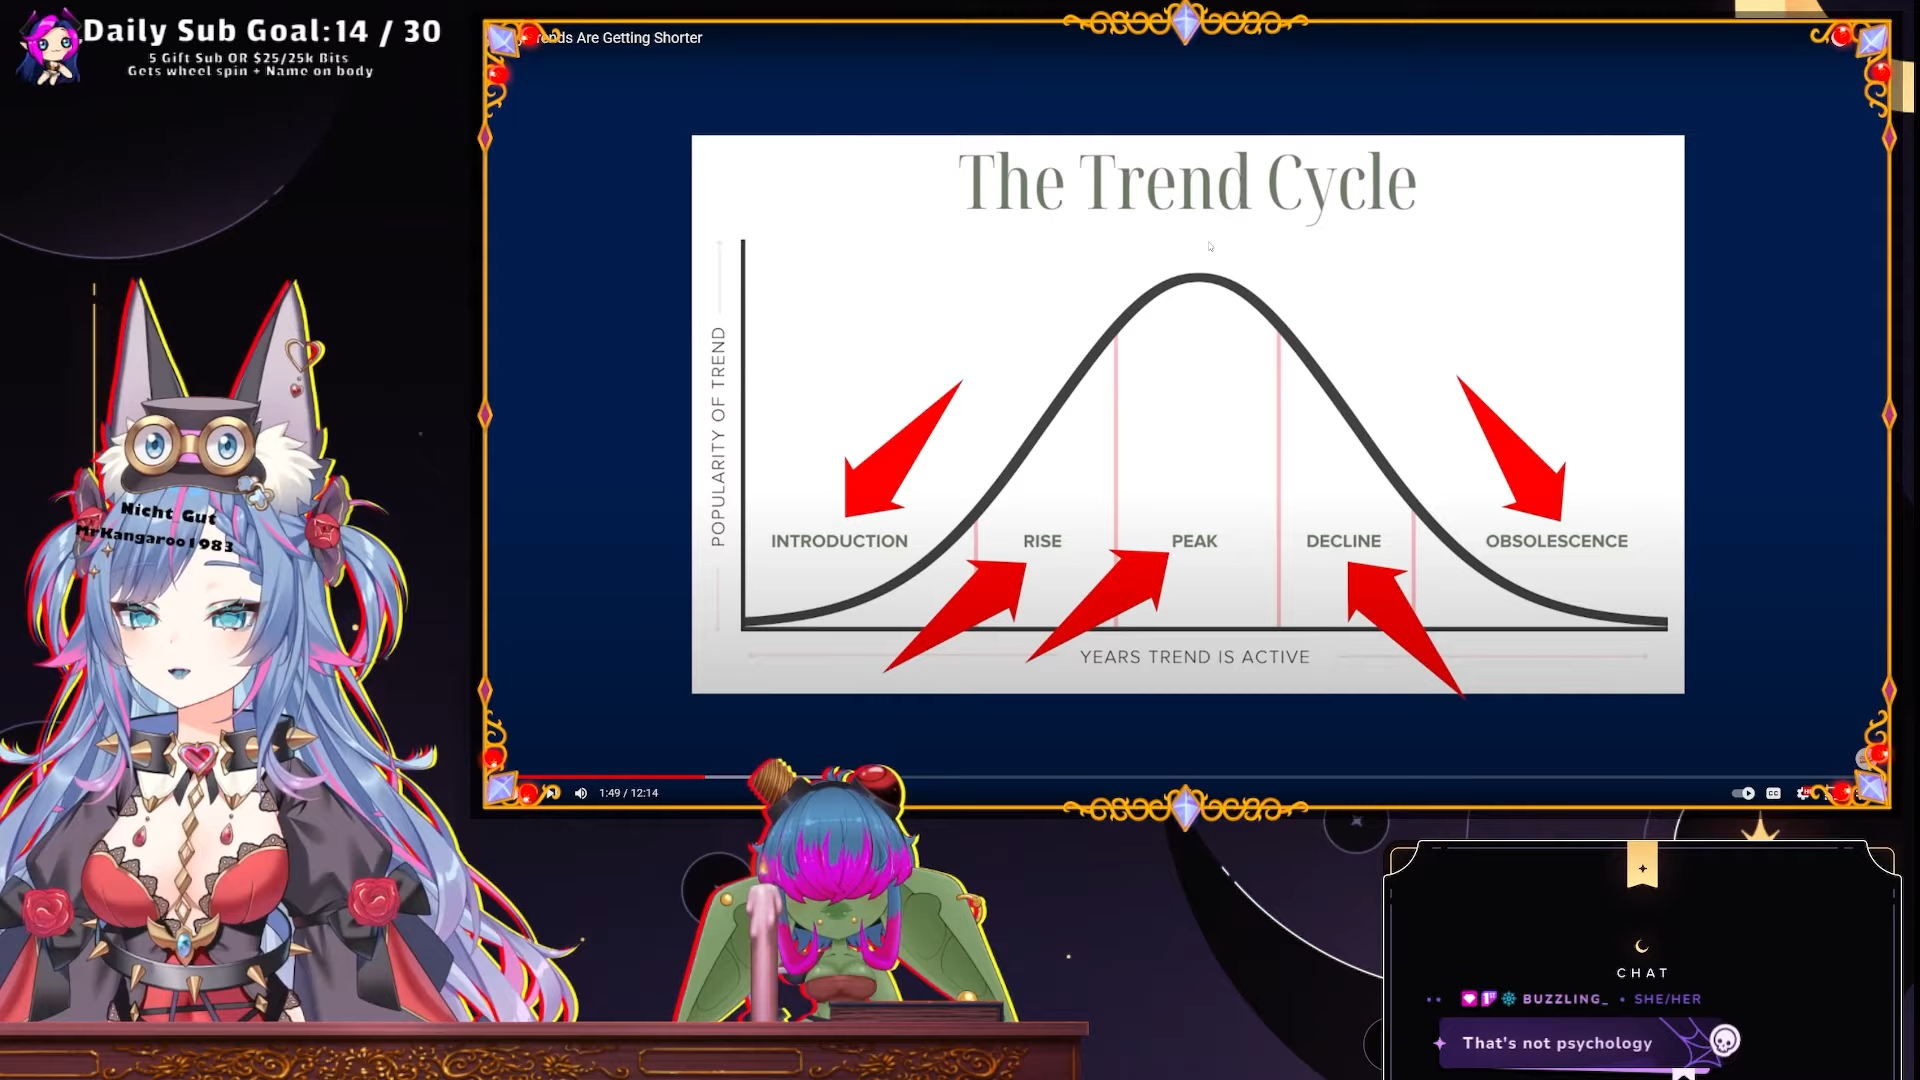 Daily Sub Goal:14 / 30
5 Gift Sub OR $25/25k Bits
Gets wheel spin + Name on body
Are Getting Shorter
The Trend Cycle
POPULARITY OF TREND
INTRODUCTION
RISE
PEAK
DECLINE
OBSOLESCENCE
YEARS TREND IS ACTIVE
1:49 / 12:14
CC
Nicht Gut
MrKangaroo1983
CHAT
1st BUZZLING_ • SHE/HER
That's not psychology